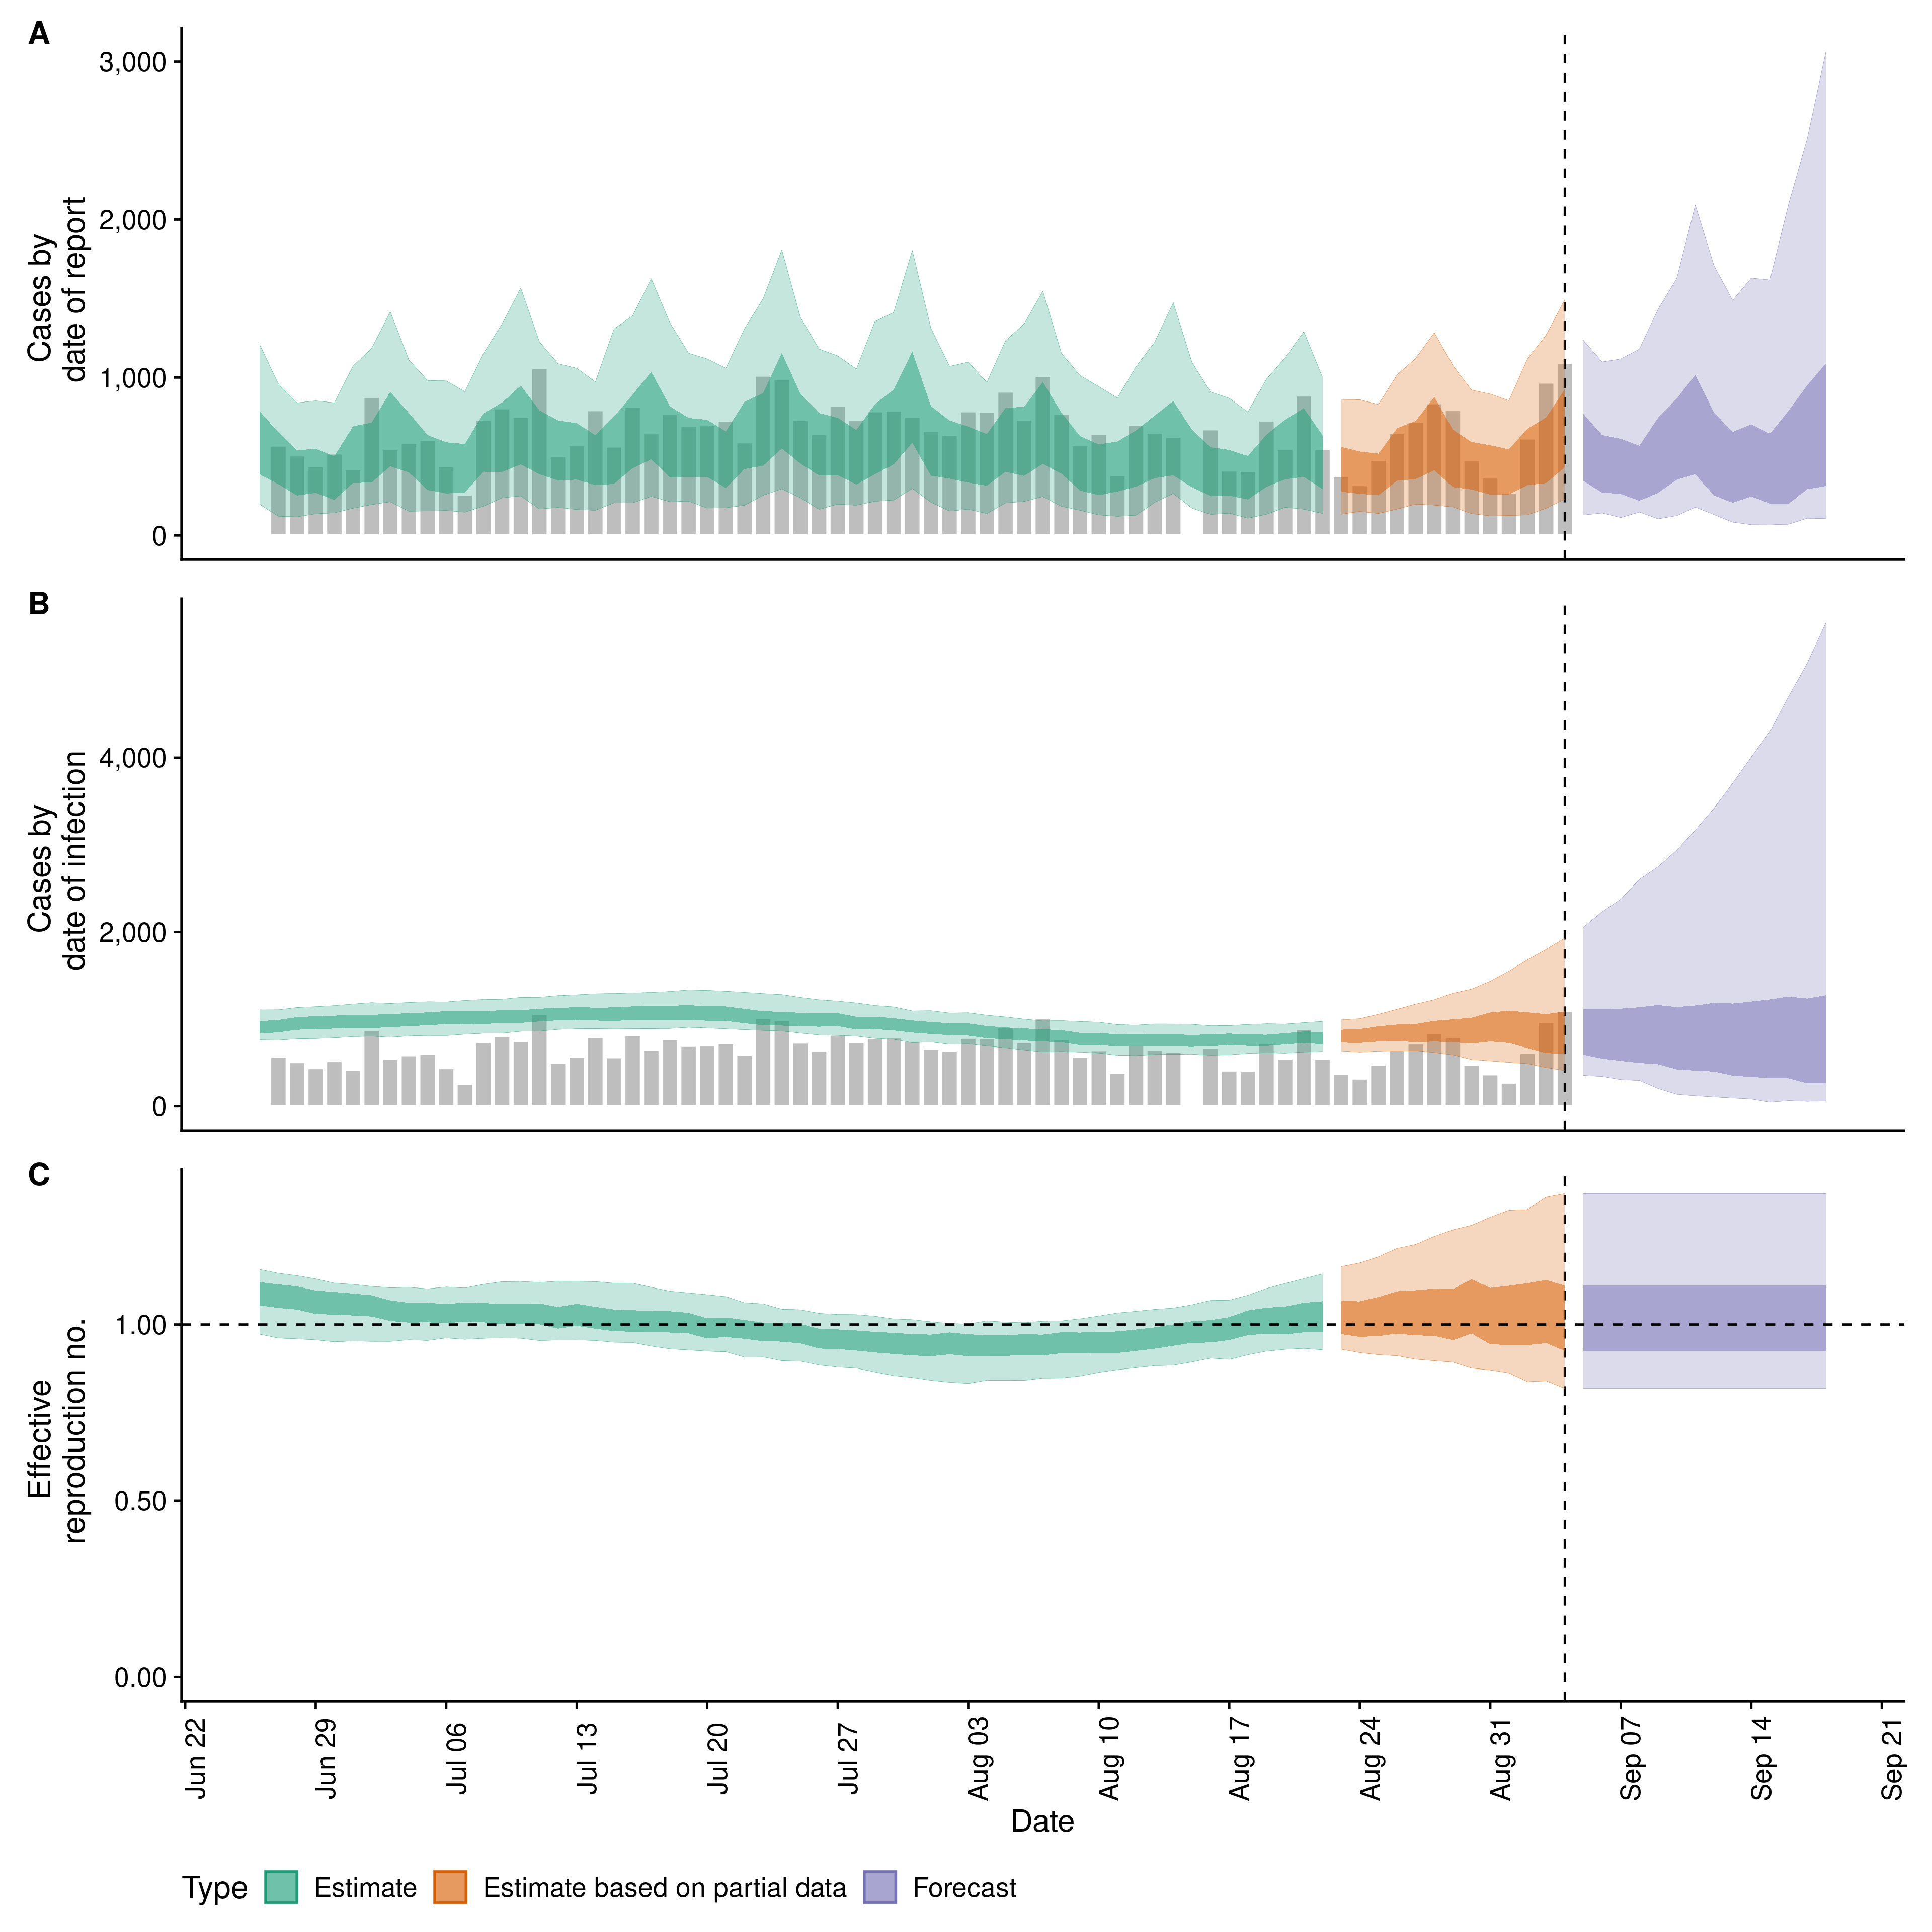 A
3,000
2,000
1,000
0
Cases by
date of report
B
4,000
2,000
0
Cases by
date of infection
C
1.00
0.50
0.00
Effective
reproduction no.
Jun 22
Jun 29
Jul 06
Jul 13
Jul 20
Jul 27
Aug 03
Aug 10
Aug 17
Aug 24
Aug 31
Sep 07
Sep 14
Sep 21
Date
Type Estimate Estimate based on partial data Forecast